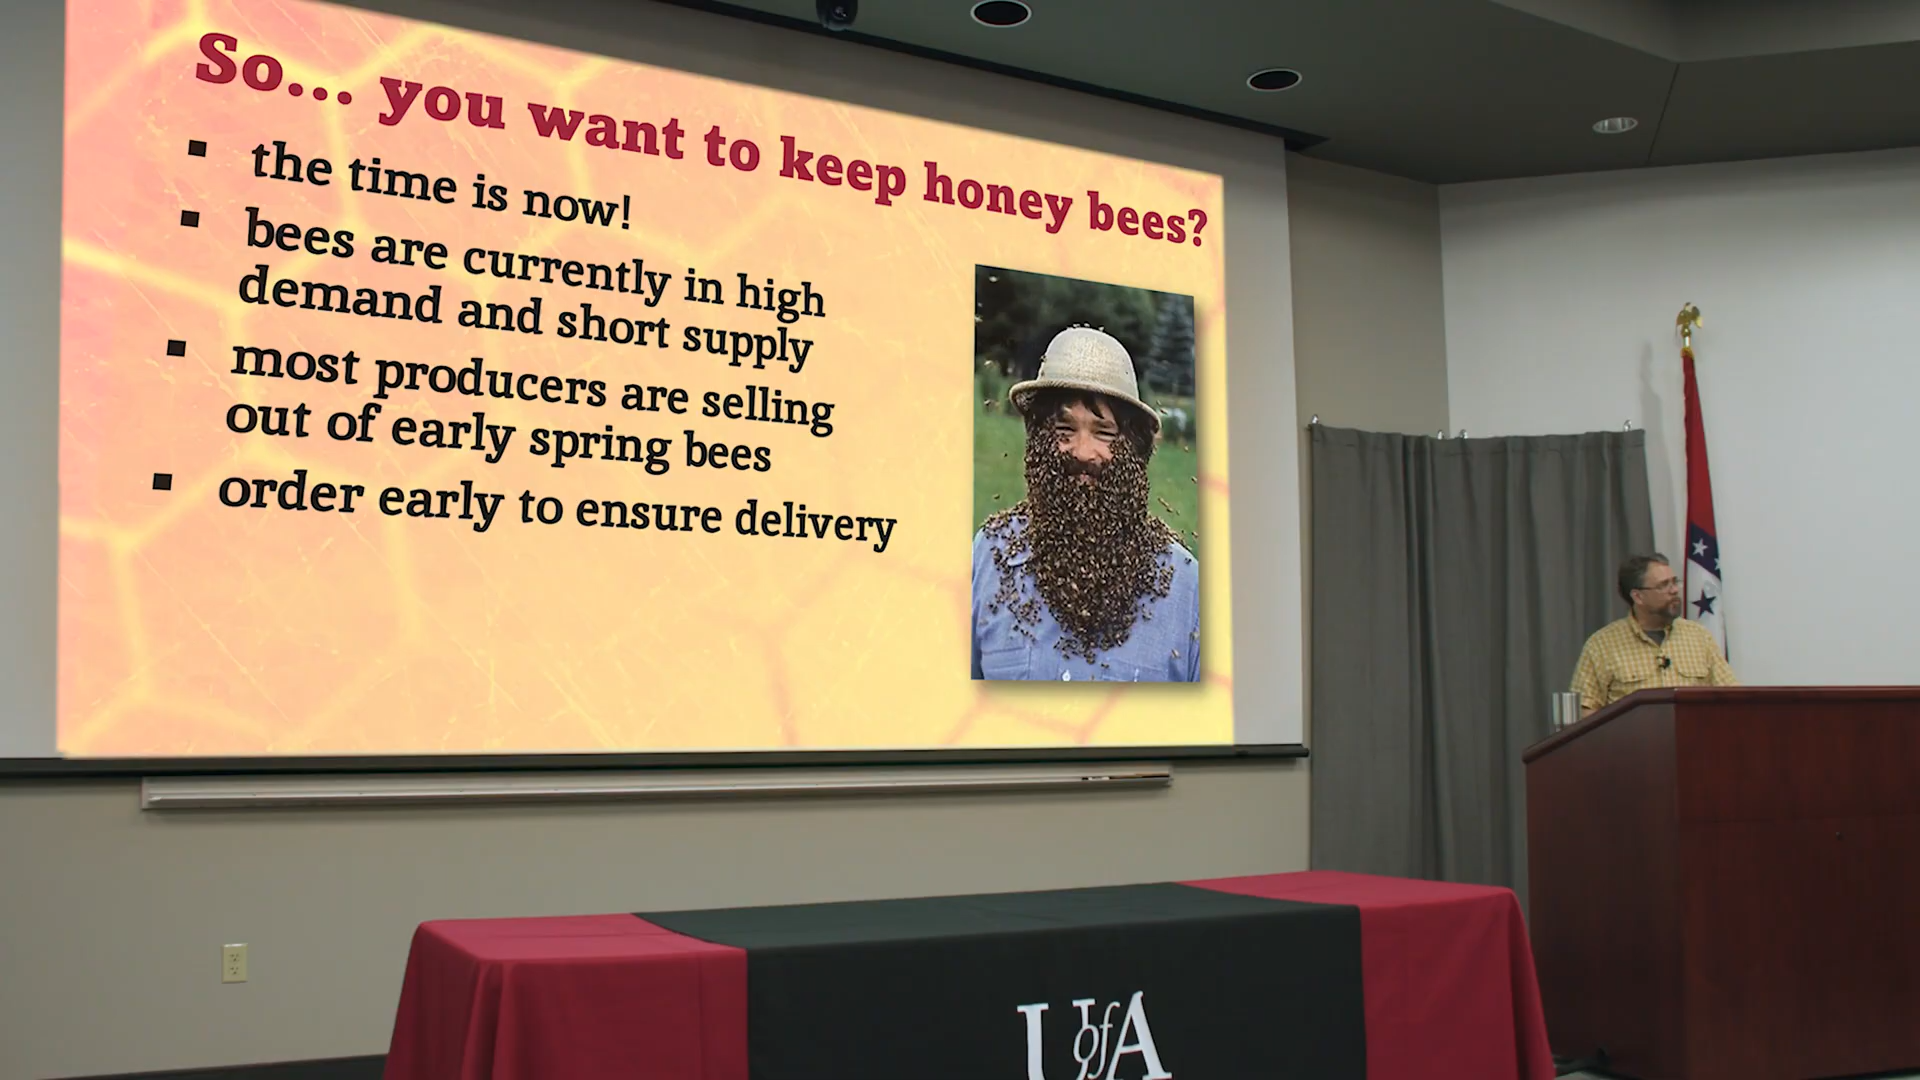 So... you want to keep honey bees?
▪ the time is now!
▪ bees are currently in high
demand and short supply
▪ most producers are selling
out of early spring bees
▪ order early to ensure delivery
U of A